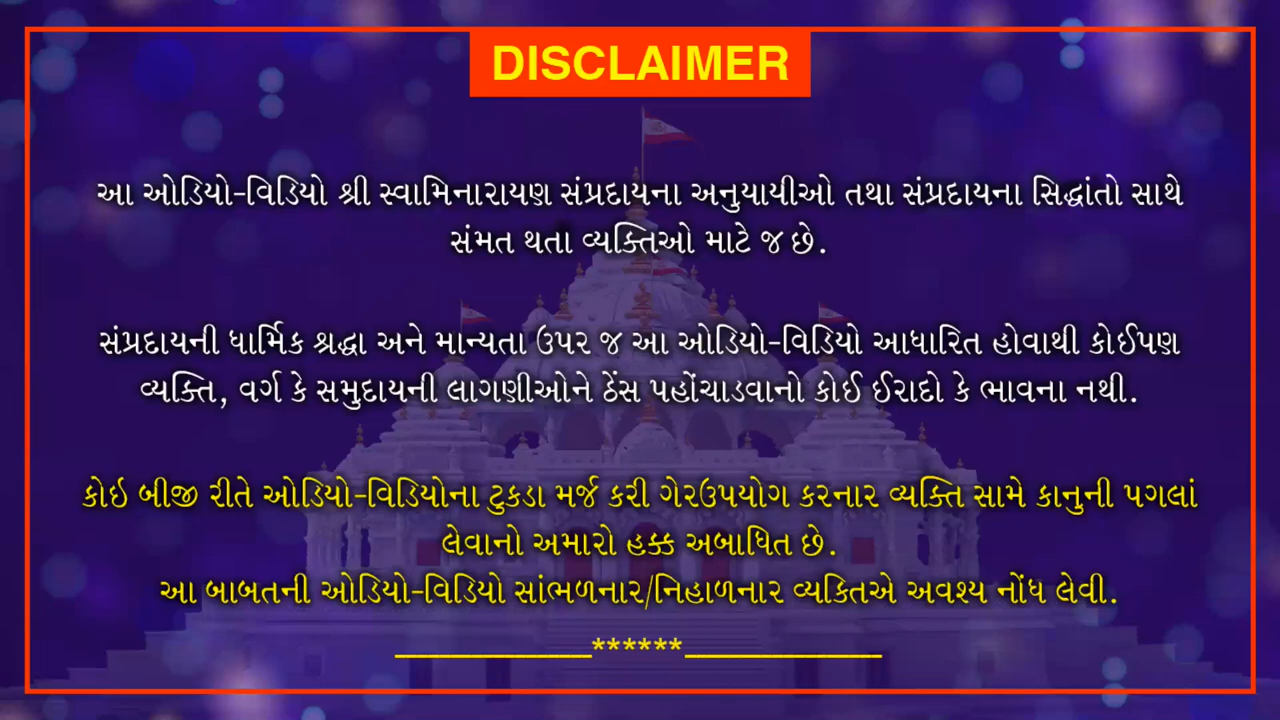 DISCLAIMER
આ ઓડિયો-વિડિયો શ્રી સ્વામિનારાયણ સંપ્રદાયના અનુયાયીઓ તથા સંપ્રદાયના સિદ્ધાંતો સાથે
સંમત થતા વ્યક્તિઓ માટે જ છે.
સંપ્રદાયની ધાર્મિક શ્રદ્ધા અને માન્યતા ઉપર જ આ ઓડિયો-વિડિયો આધારિત હોવાથી કોઈપણ
વ્યક્તિ, વર્ગ કે સમુદાયની લાગણીઓને ઠેંસ પહોંચાડવાનો કોઈ ઈરાદો કે ભાવના નથી.
કોઇ બીજી રીતે ઓડિયો-વિડિયોના ટુકડા મર્જ કરી ગેરઉપયોગ કરનાર વ્યક્તિ સામે કાનુની પગલાં
લેવાનો અમારો હક્ક અબાધિત છે.
આ બાબતની ઓડિયો-વિડિયો સાંભળનાર/નિહાળનાર વ્યકિતએ અવશ્ય નોંધ લેવી.
______________******______________